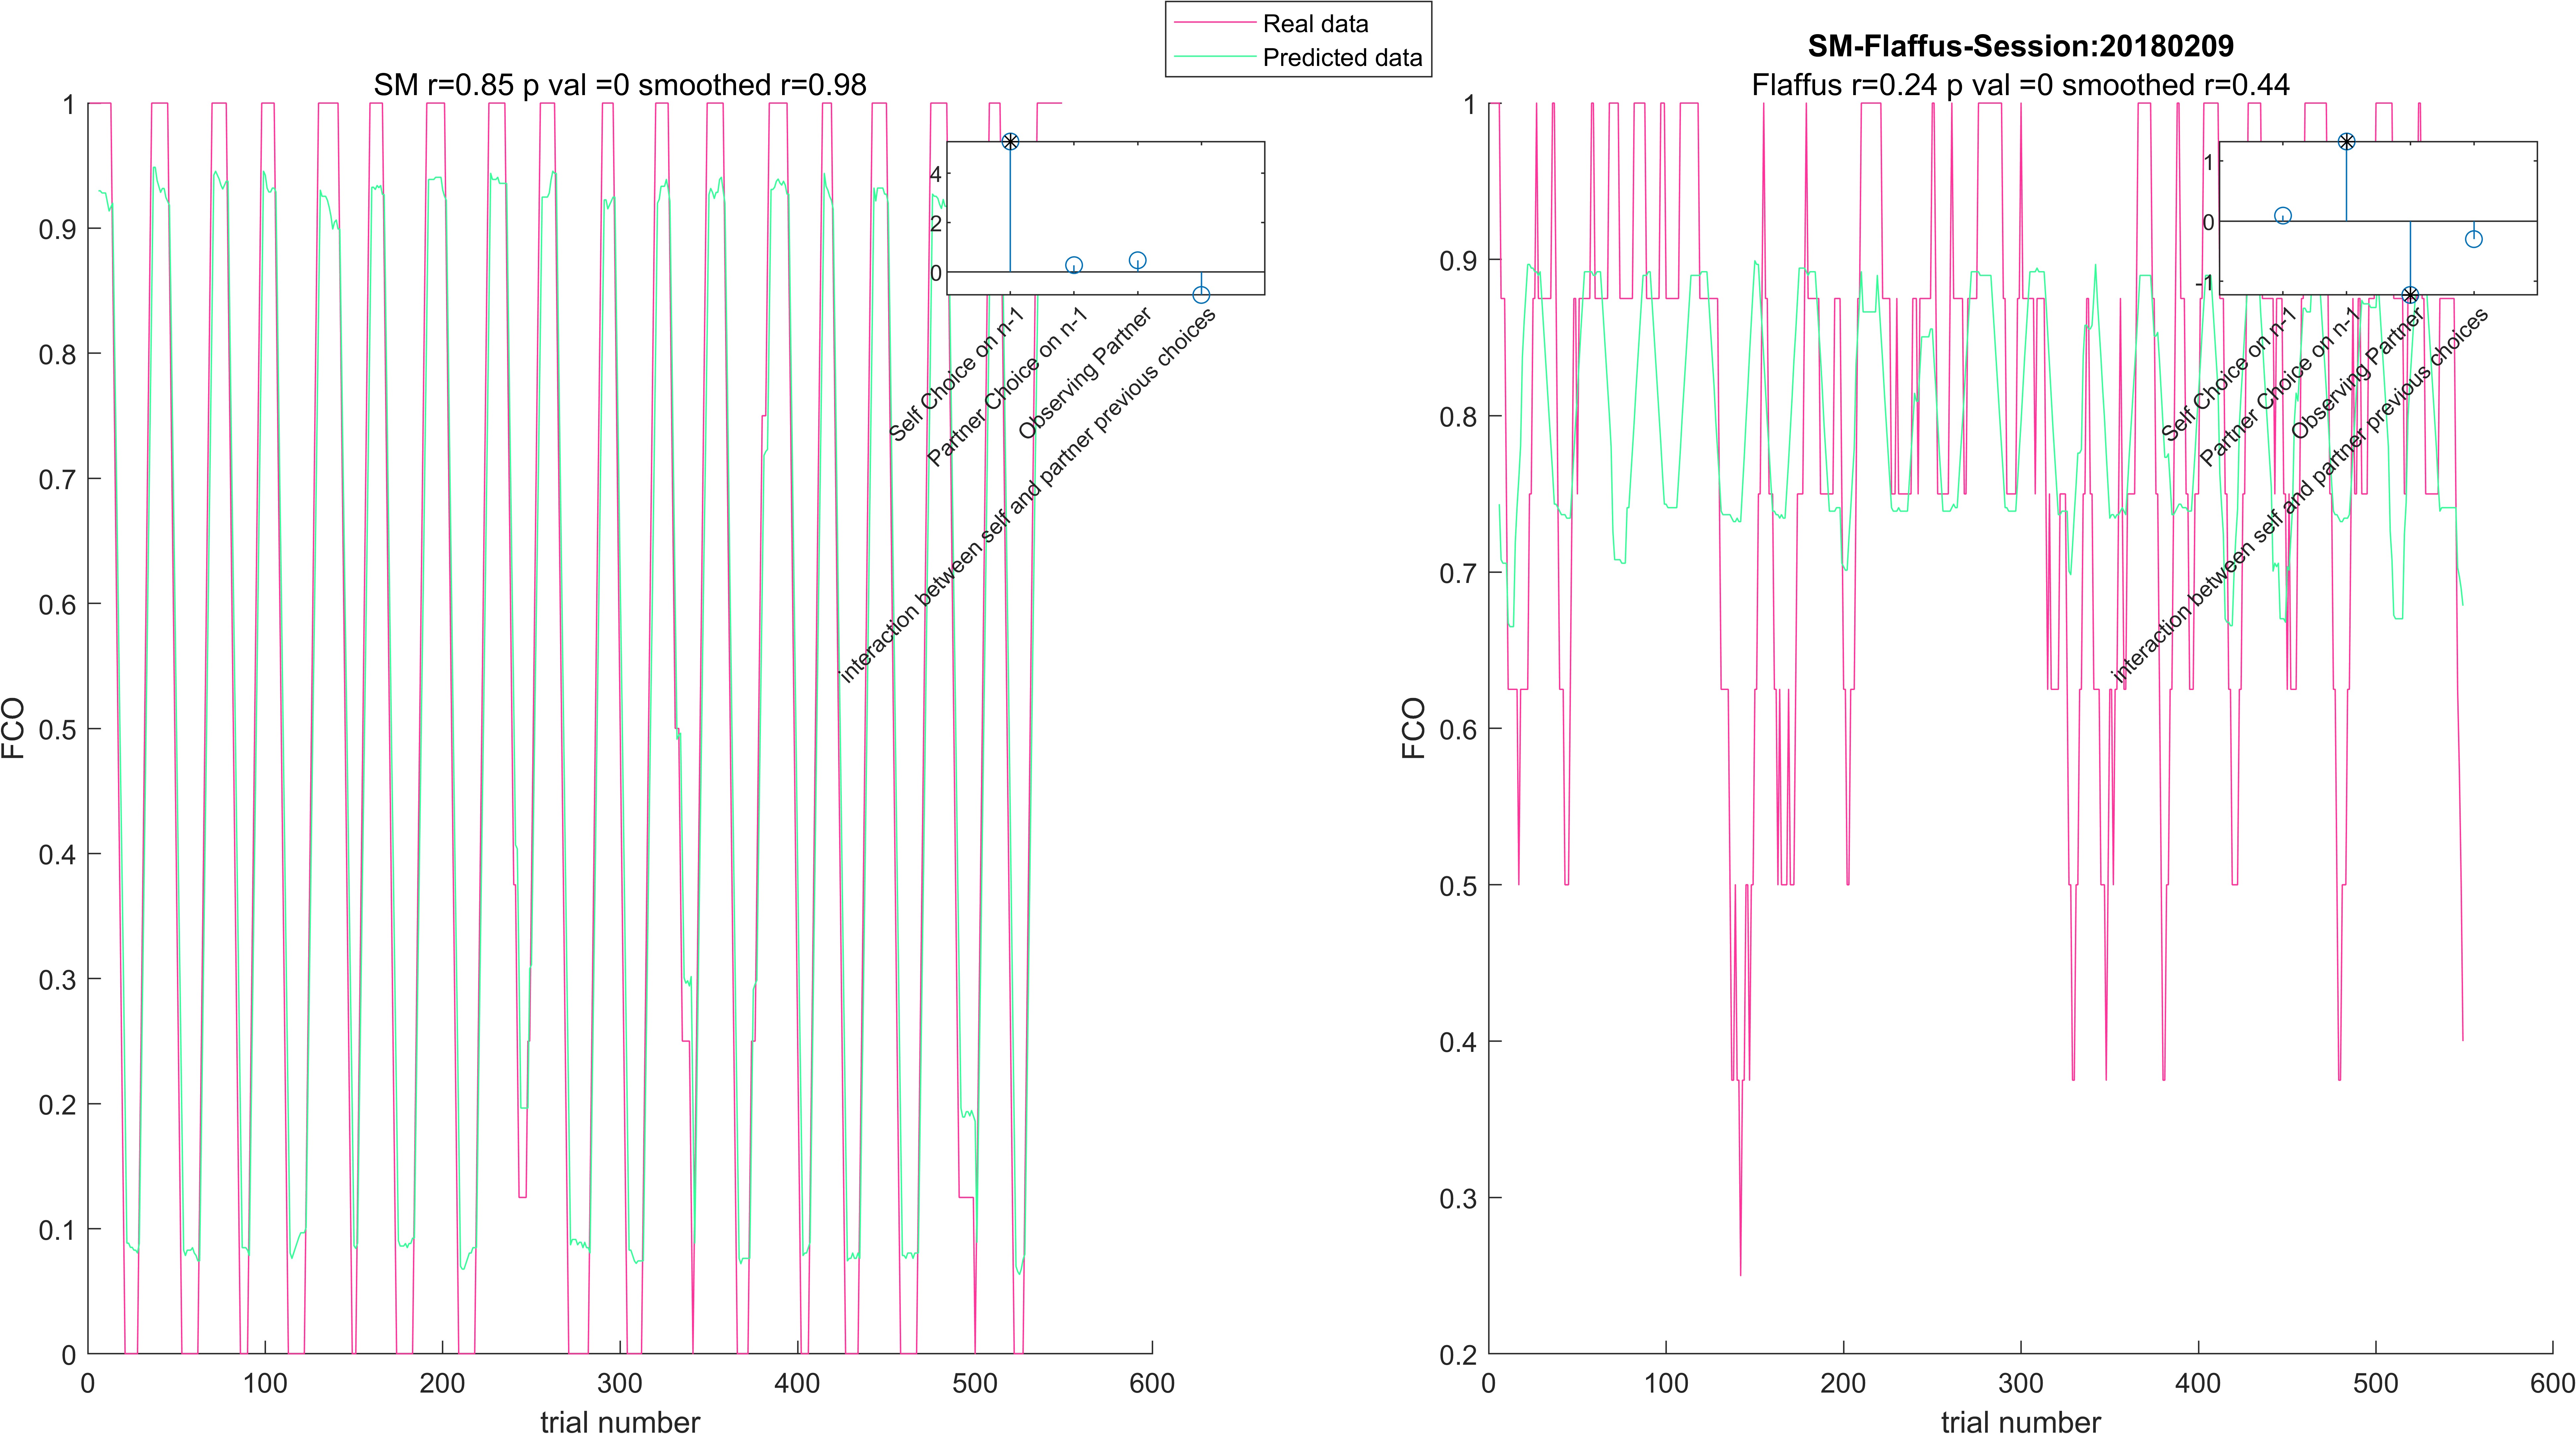 Real data
Predicted data
SM r=0.85 p val =0 smoothed r=0.98
1
0.9
0.8
0.7
0.6
0.5
0.4
0.3
0.2
0.1
0
FCO
0
100
200
300
400
500
600
trial number
4
2
0
Self Choice on n-1
Partner Choice on n-1
Observing Partner
interaction between self and partner previous choices
SM-Flaffus-Session:20180209
Flaffus r=0.24 p val =0 smoothed r=0.44
1
0.9
0.8
0.7
0.6
0.5
0.4
0.3
0.2
FCO
0
100
200
300
400
500
600
trial number
1
0
-1
Self Choice on n-1
Partner Choice on n-1
Observing Partner
interaction between self and partner previous choices